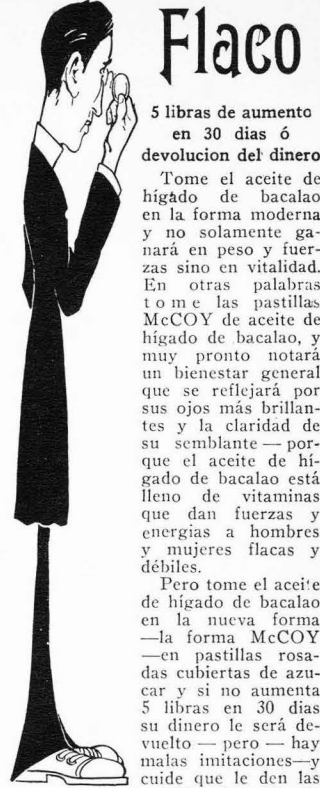 Flaco
5 libras de aumento
en 30 dias ó
devolucion del dinero
Tome el aceite de
hígado de bacalao
en la forma moderna
y no solamente ga-
nará en peso y fuer-
zas sino en vitalidad.
En otras palabras
tome las pastillas
McCOY de aceite de
hígado de bacalao, y
muy pronto notará
un bienestar general
que se reflejará por
sus ojos más brillan-
tes y la claridad de
su semblante — por-
que el aceite de hí-
gado de bacalao está
lleno de vitaminas
que dan fuerzas y
energias a hombres
y mujeres flacas y
débiles.
Pero tome el aceite
de hígado de bacalao
en la nueva forma
—la forma McCOY
—en pastillas rosa-
das cubiertas de azu-
car y si no aumenta
5 libras en 30 dias
su dinero le será de-
vuelto — pero — hay
malas imitaciones—y
cuide que le den las